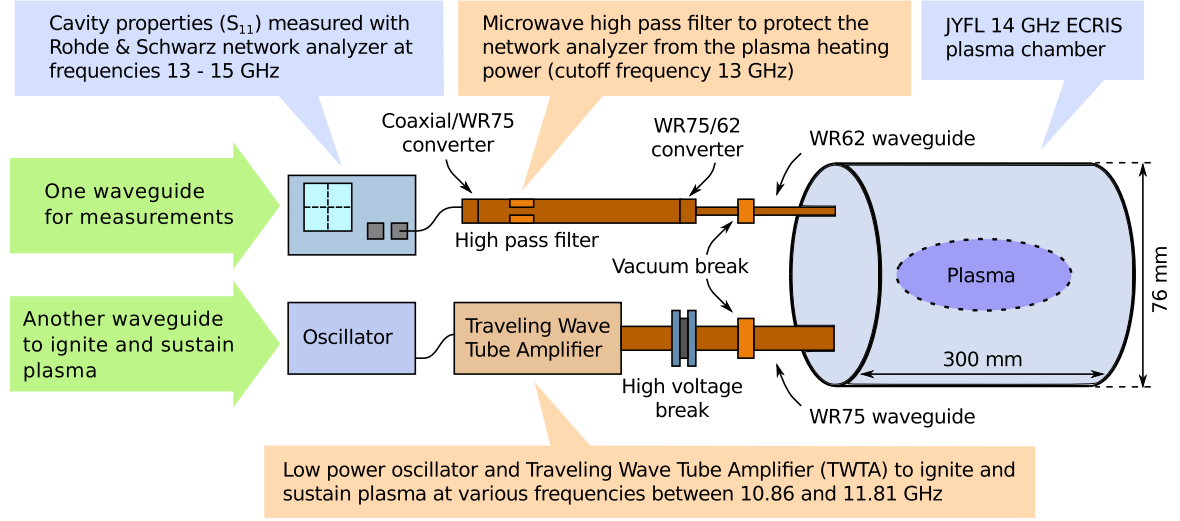 Cavity properties (S11) measured with
Rohde & Schwarz network analyzer at
frequencies 13 - 15 GHz
Microwave high pass filter to protect the
network analyzer from the plasma heating
power (cutoff frequency 13 GHz)
JYFL 14 GHz ECRIS
plasma chamber
Coaxial/WR75
converter
WR75/62
converter
WR62 waveguide
One waveguide
for measurements
High pass filter
Vacuum break
Plasma
76 mm
Another waveguide
to ignite and sustain
plasma
Oscillator
Traveling Wave
Tube Amplifier
300 mm
High voltage
break
WR75 waveguide
Low power oscillator and Traveling Wave Tube Amplifier (TWTA) to ignite and
sustain plasma at various frequencies between 10.86 and 11.81 GHz